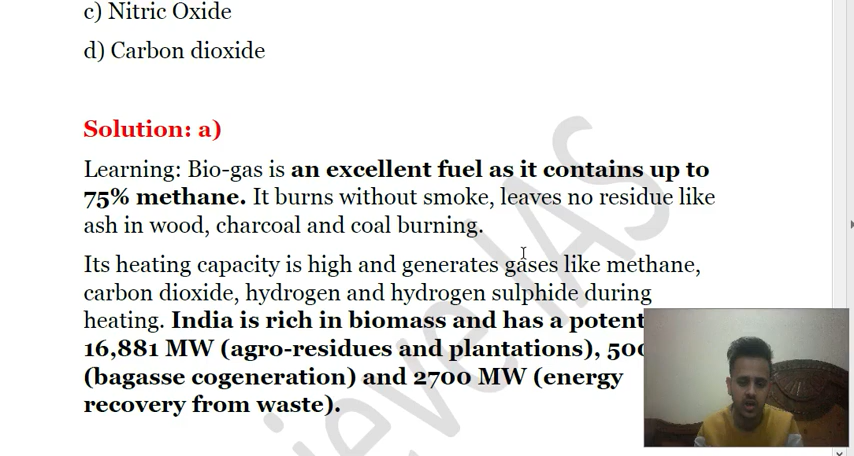 c) Nitric Oxide
d) Carbon dioxide
Solution: a)
Learning: Bio-gas is an excellent fuel as it contains up to
75% methane. It burns without smoke, leaves no residue like
ash in wood, charcoal and coal burning.
Its heating capacity is high and generates gases like methane,
carbon dioxide, hydrogen and hydrogen sulphide during
heating. India is rich in biomass and has a
16,881 MW (agro-residues and plantations),
(bagasse cogeneration) and 2700 MW (energy
recovery from waste).
ieve IAS